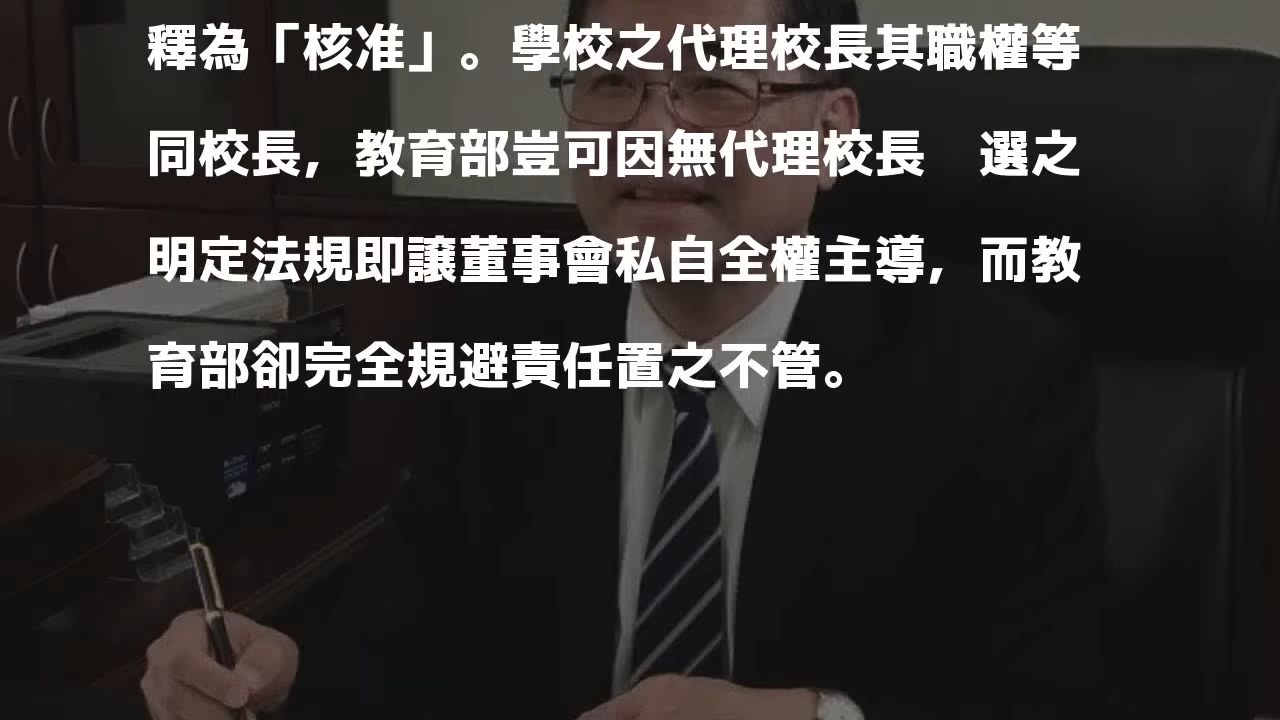 釋為「核准」。學校之代理校長其職權等
同校長，教育部豈可因無代理校長　選之
明定法規即讓董事會私自全權主導，而教
育部卻完全規避責任置之不管。